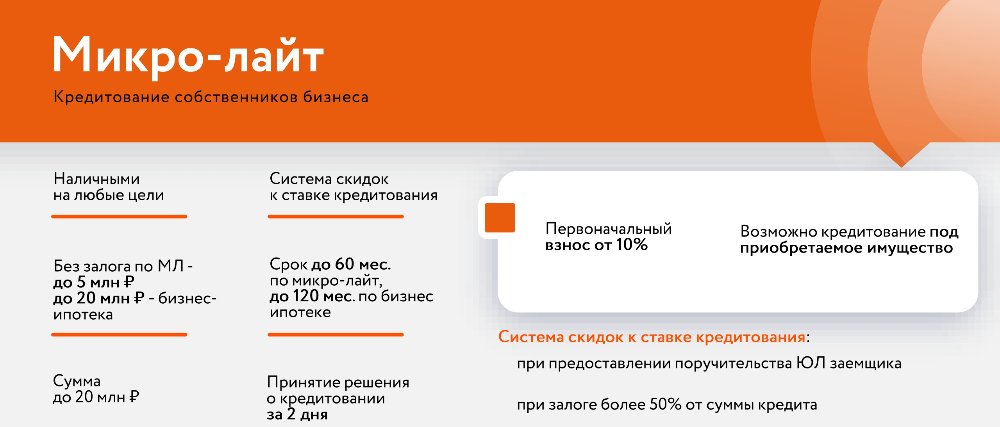 Микро-лайт
Кредитование собственников бизнеса
Наличными
на любые цели
Система скидок
к ставке кредитования
Без залога по МЛ -
до 5 млн ₽
до 20 млн ₽ - бизнес-
ипотека
Срок до 60 мес.
по микро-лайт,
до 120 мес. по бизнес
ипотеке
Сумма
до 20 млн ₽
Принятие решения
о кредитовании
за 2 дня
Первоначальный
взнос от 10%
Возможно кредитование под
приобретаемое имущество
Система скидок к ставке кредитования:
при предоставлении поручительства ЮЛ заемщика
при залоге более 50% от суммы кредита